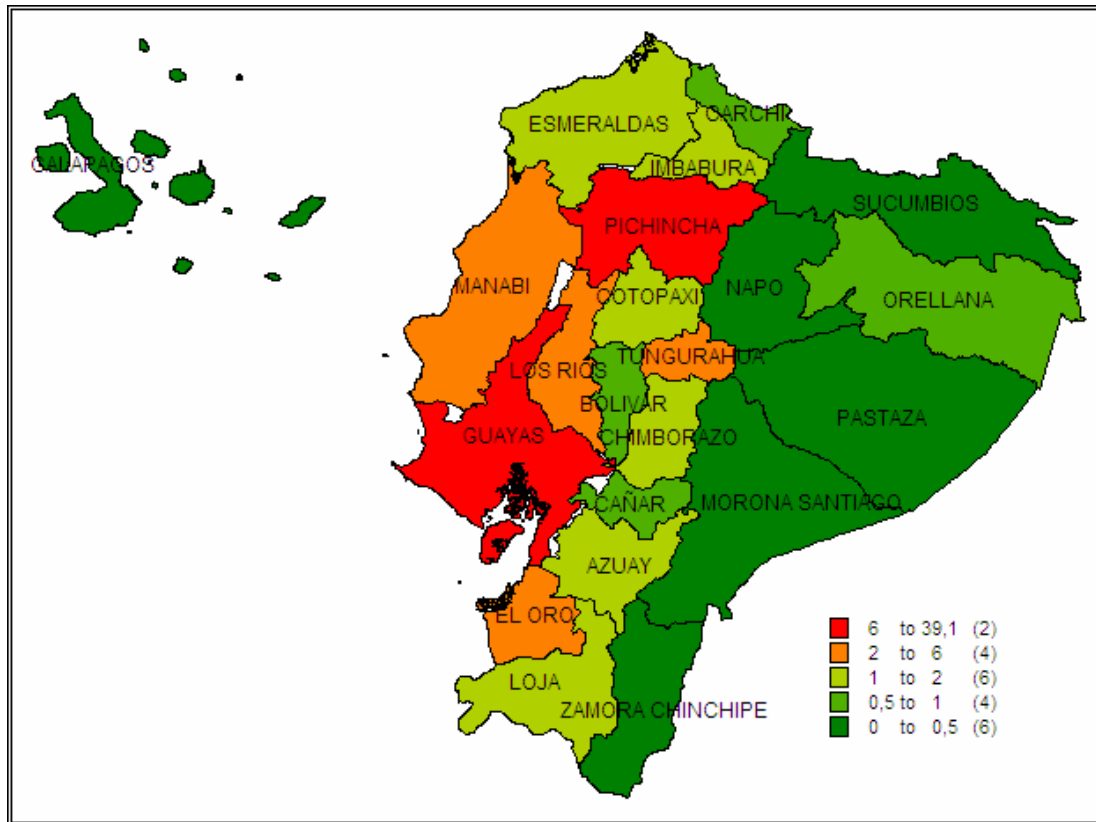 CARCHI
ESMERALDAS
GALAPAGOS
IMBABURA
SUCUMBIOS
PICHINCHA
MANABI
NAPO
COTOPAXI
ORELLANA
TUNGURAHUA
LOS RIOS
BOLIVAR
PASTAZA
GUAYAS
CHIMBORAZO
CAÑAR
MORONA SANTIAGO
AZUAY
EL ORO
LOJA
ZAMORA CHINCHIPE
6 to 39,1 (2)
2 to 6 (4)
1 to 2 (6)
0,5 to 1 (4)
0 to 0,5 (6)